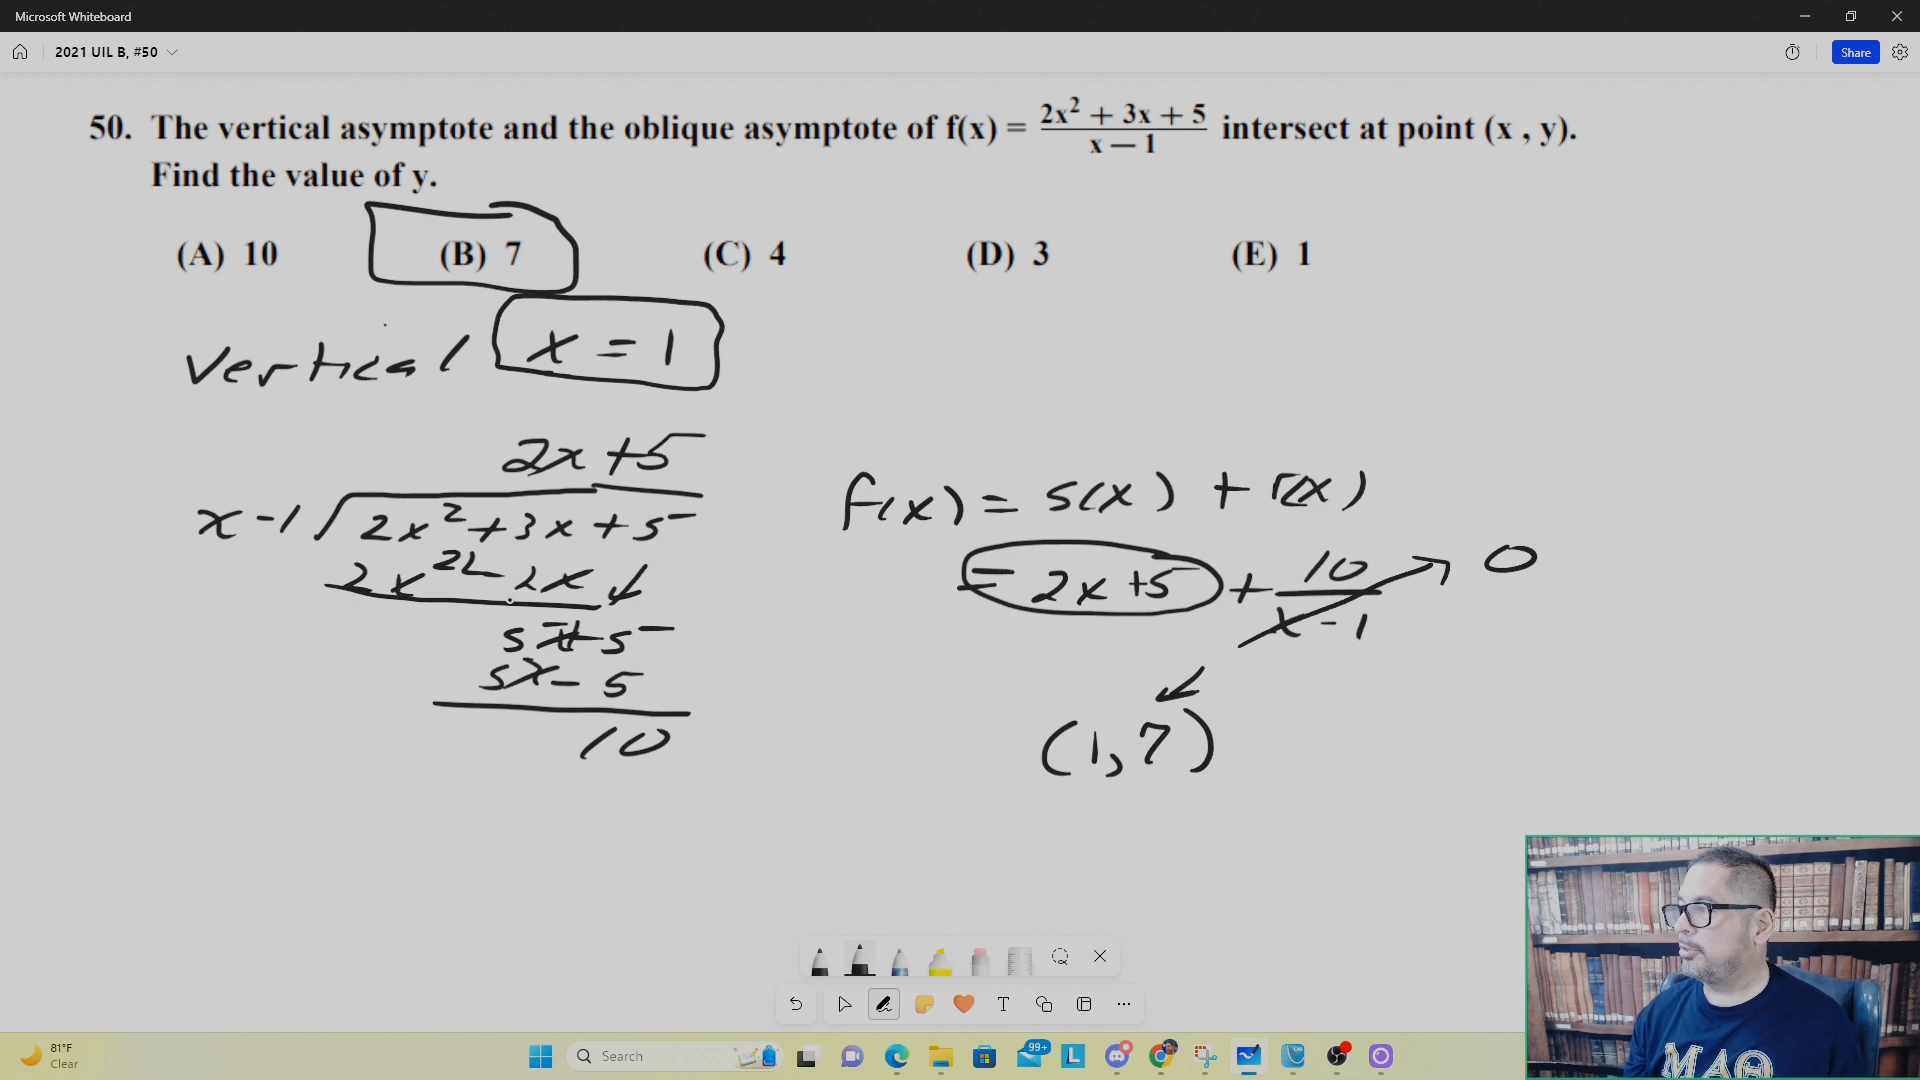 Microsoft Whiteboard
2021 UIL B, #50
Share
50. The vertical asymptote and the oblique asymptote of f(x) = (2x² + 3x + 5)/(x − 1) intersect at point (x , y).
Find the value of y.
(A) 10 (B) 7 (C) 4 (D) 3 (E) 1
vertical x = 1
2x + 5
x - 1 √ 2x² + 3x + 5
2x² - 2x
5x + 5
5x - 5
10
f(x) = s(x) + r(x)
= 2x + 5 + 10/(x - 1) → 0
(1, 7)
T
81°F
Clear
Search
99+
L
ΜΑΘ